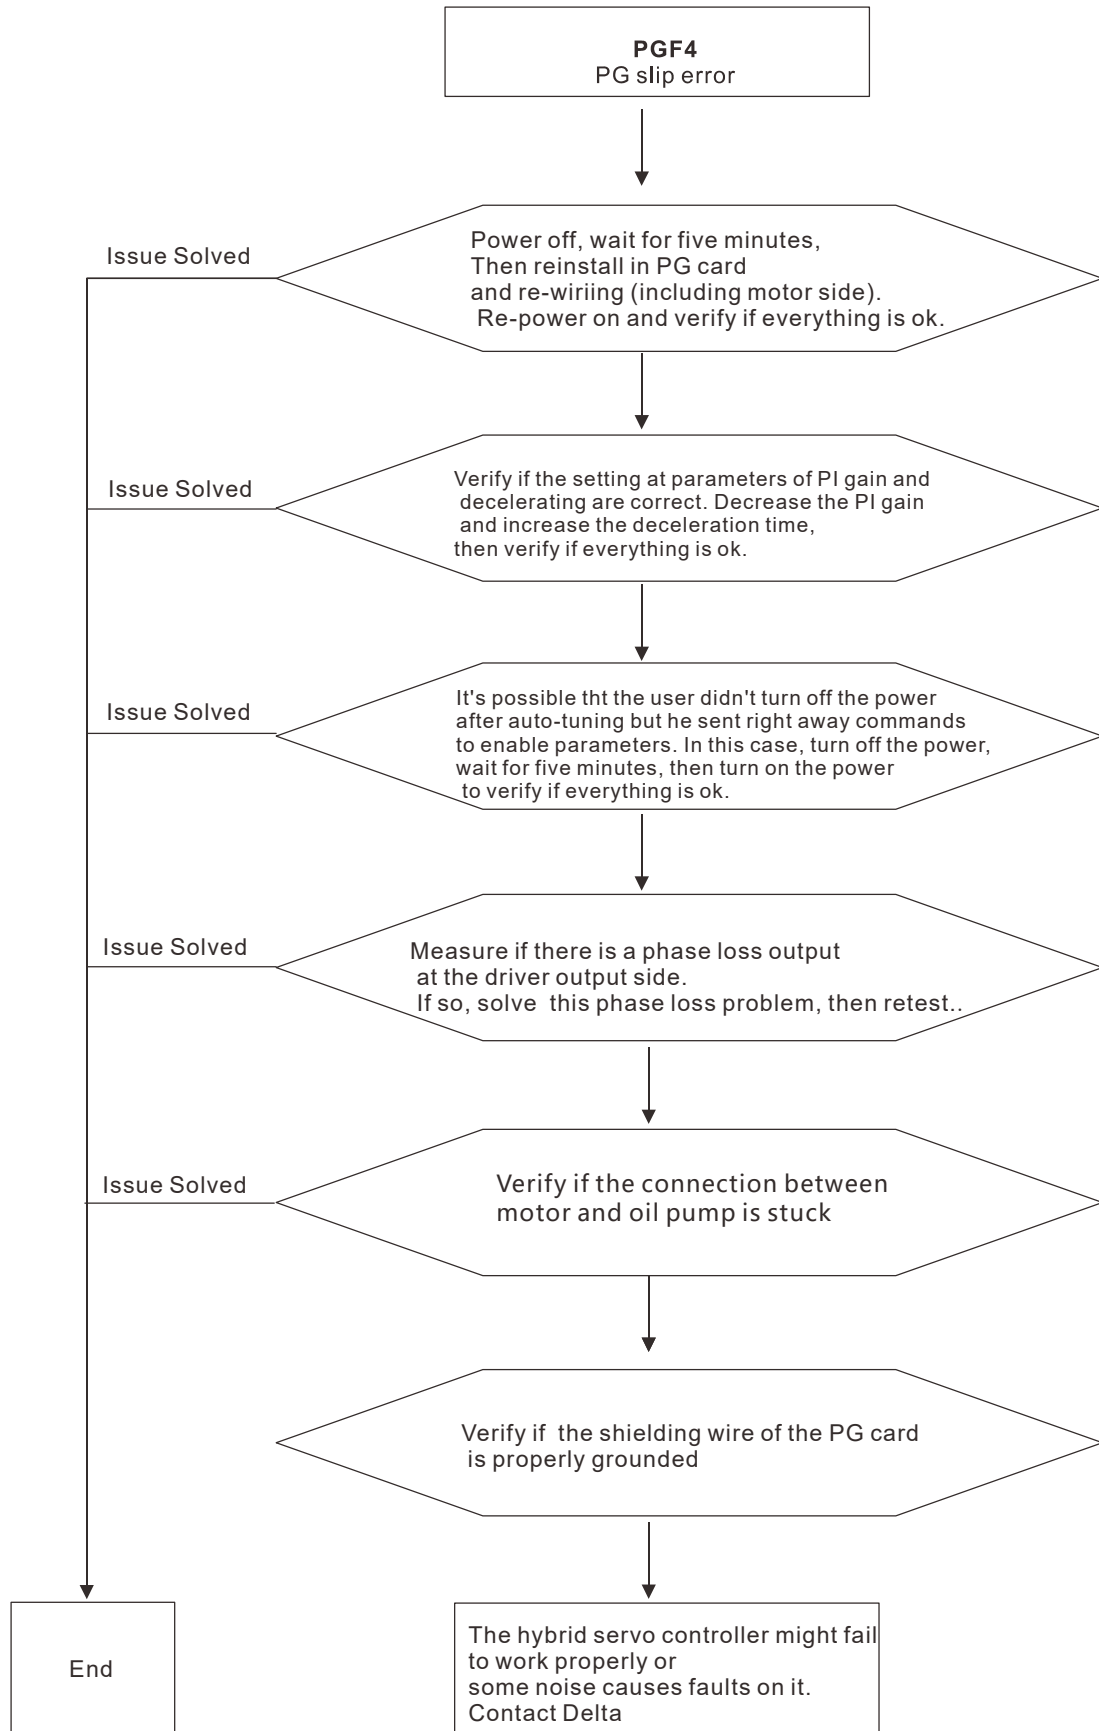 PGF4
PG slip error
Issue Solved
Power off, wait for five minutes,
Then reinstall in PG card
and re-wiriing (including motor side).
Re-power on and verify if everything is ok.
Issue Solved
Verify if the setting at parameters of PI gain and
decelerating are correct. Decrease the PI gain
and increase the deceleration time,
then verify if everything is ok.
Issue Solved
It's possible tht the user didn't turn off the power
after auto-tuning but he sent right away commands
to enable parameters. In this case, turn off the power,
wait for five minutes, then turn on the power
to verify if everything is ok.
Issue Solved
Measure if there is a phase loss output
at the driver output side.
If so, solve this phase loss problem, then retest..
Issue Solved
Verify if the connection between
motor and oil pump is stuck
Verify if the shielding wire of the PG card
is properly grounded
End
The hybrid servo controller might fail
to work properly or
some noise causes faults on it.
Contact Delta